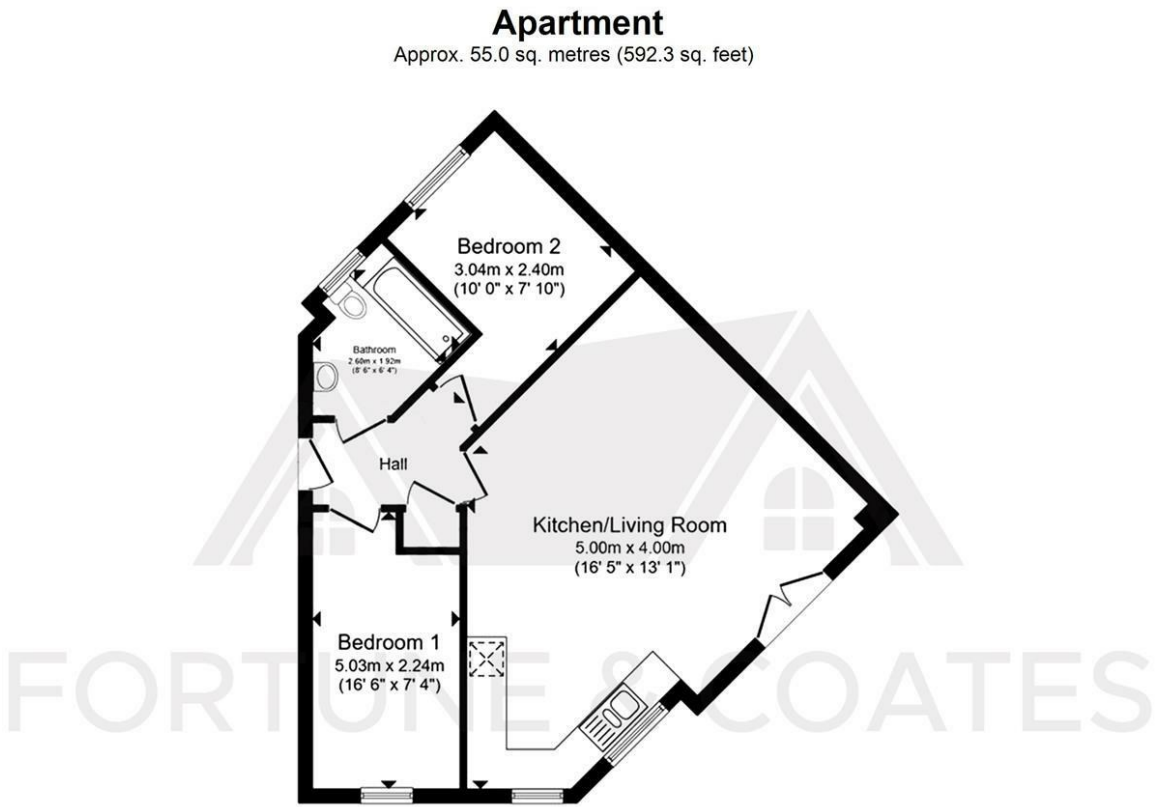 Apartment
Approx. 55.0 sq. metres (592.3 sq. feet)
Bedroom 2
3.04m x 2.40m
(10' 0" x 7' 10")
Bathroom
2.60m x 1.92m
(8' 6" x 6' 4")
Hall
Kitchen/Living Room
5.00m x 4.00m
(16' 5" x 13' 1")
Bedroom 1
5.03m x 2.24m
(16' 6" x 7' 4")
FORTUNE & COATES